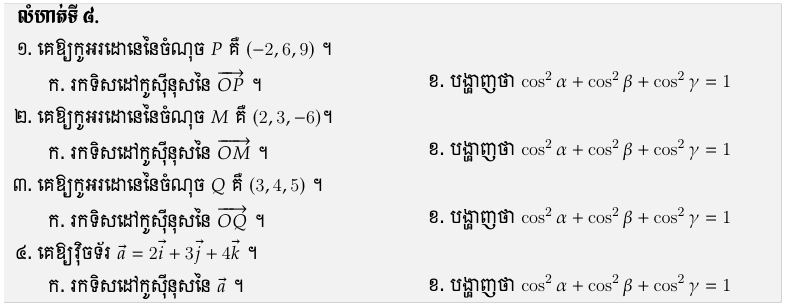 លំហាត់ទី ៤.
១. គេឱ្យកូអរដោនេនៃចំណុច P គឺ (−2, 6, 9) ។
ក. រកទិសដៅកូស៊ីនុសនៃ $\overrightarrow{OP}$ ។ ខ. បង្ហាញថា cos² α + cos² β + cos² γ = 1
២. គេឱ្យកូអរដោនេនៃចំណុច M គឺ (2, 3, −6)។
ក. រកទិសដៅកូស៊ីនុសនៃ $\overrightarrow{OM}$ ។ ខ. បង្ហាញថា cos² α + cos² β + cos² γ = 1
៣. គេឱ្យកូអរដោនេនៃចំណុច Q គឺ (3, 4, 5) ។
ក. រកទិសដៅកូស៊ីនុសនៃ $\overrightarrow{OQ}$ ។ ខ. បង្ហាញថា cos² α + cos² β + cos² γ = 1
៤. គេឱ្យវ៉ិចទ័រ $\vec{a} = 2\vec{i} + 3\vec{j} + 4\vec{k}$ ។
ក. រកទិសដៅកូស៊ីនុសនៃ $\vec{a}$ ។ ខ. បង្ហាញថា cos² α + cos² β + cos² γ = 1